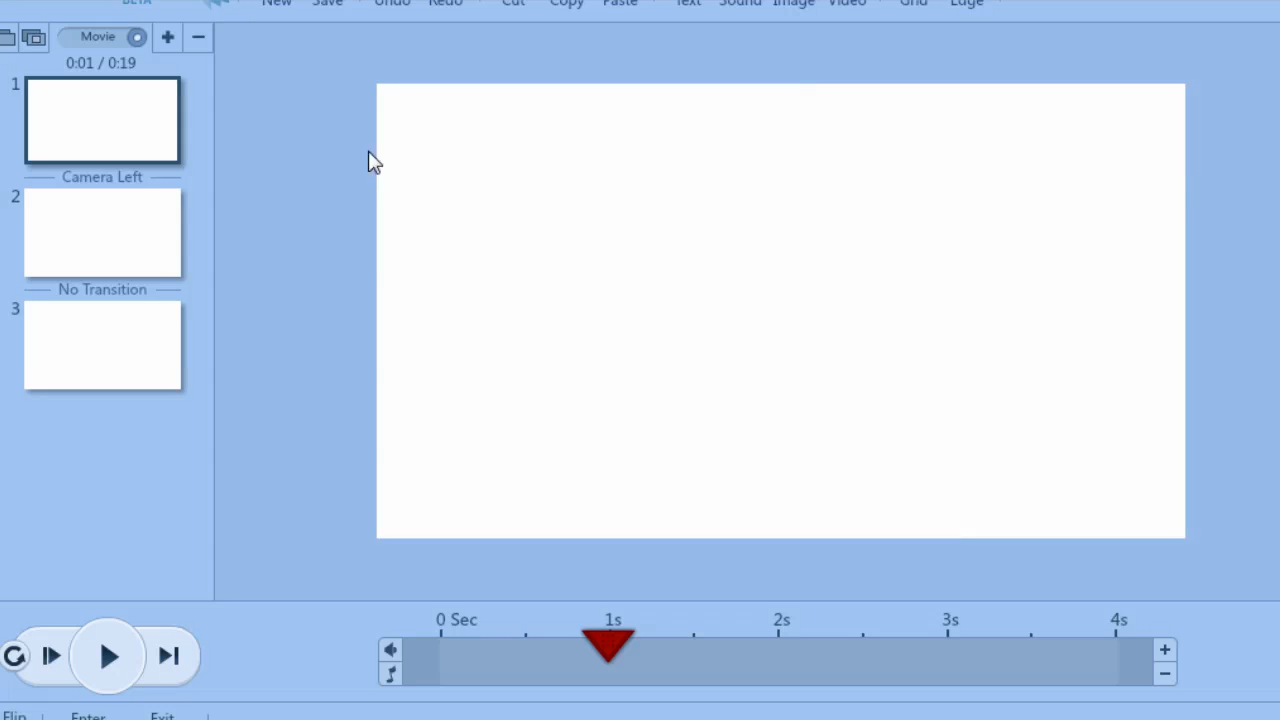 BETA
New Save Undo Redo Cut Copy Paste Text Sound Image Video Grid Edge
Movie
0:01 / 0:19
1
Camera Left
2
No Transition
3
0 Sec 1s 2s 3s 4s
Flip Enter Exit